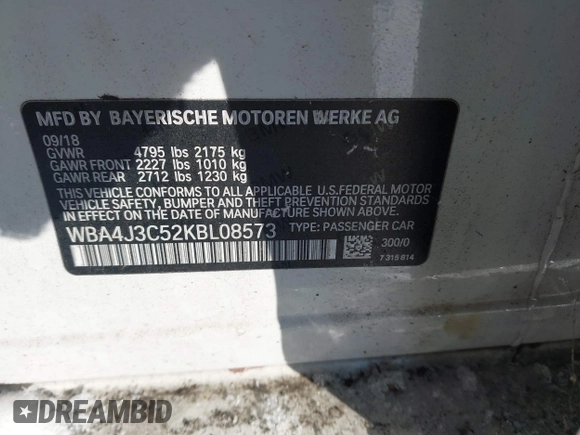 MFD BY BAYERISCHE MOTOREN WERKE AG
09/18
GVWR 4795 lbs 2175 kg
GAWR FRONT 2227 lbs 1010 kg
GAWR REAR 2712 lbs 1230 kg
THIS VEHICLE CONFORMS TO ALL APPLICABLE U.S.FEDERAL MOTOR
VEHICLE SAFETY, BUMPER, AND THEFT PREVENTION STANDARDS
IN EFFECT ON THE DATE OF MANUFACTURE SHOWN ABOVE.
WBA4J3C52KBL08573 TYPE: PASSENGER CAR
300/0
7 315 614
DREAMBID